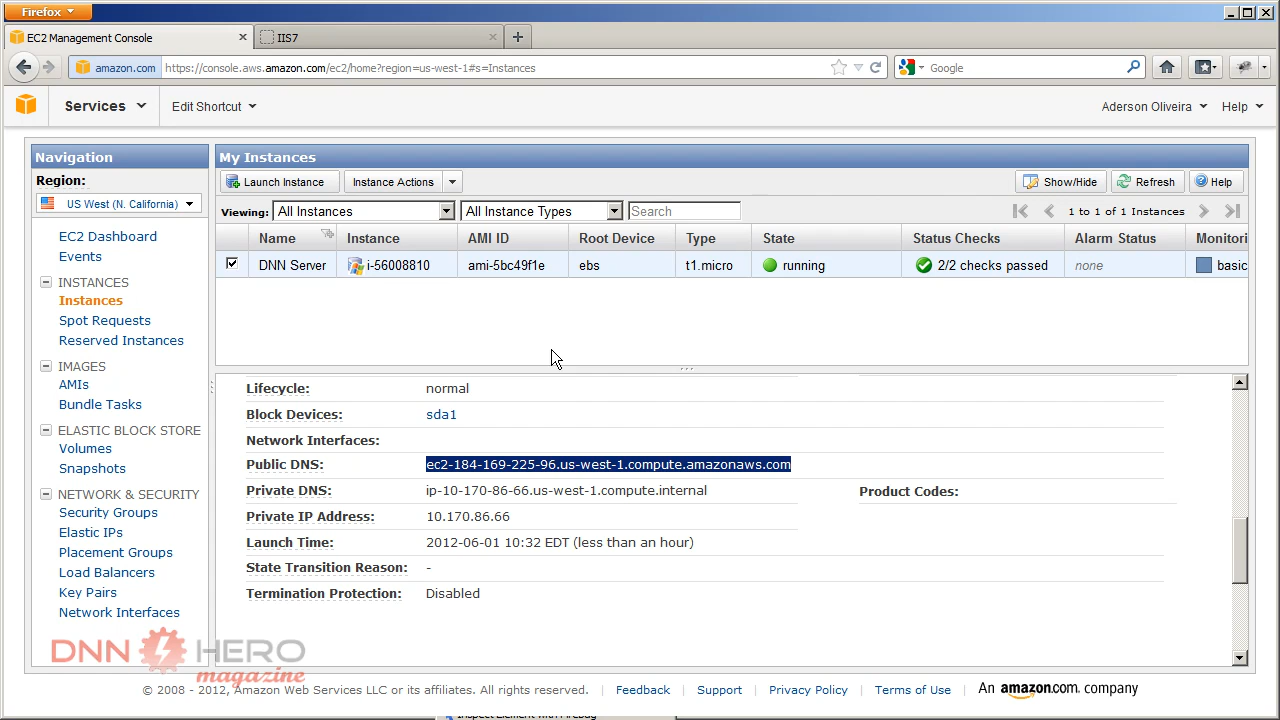 Firefox
EC2 Management Console
IIS7
amazon.com
https://console.aws.amazon.com/ec2/home?region=us-west-1#s=Instances
Google
Services
Edit Shortcut
Aderson Oliveira
Help
Navigation
Region:
US West (N. California)
EC2 Dashboard
Events
INSTANCES
Instances
Spot Requests
Reserved Instances
IMAGES
AMIs
Bundle Tasks
ELASTIC BLOCK STORE
Volumes
Snapshots
NETWORK & SECURITY
Security Groups
Elastic IPs
Placement Groups
Load Balancers
Key Pairs
Network Interfaces
My Instances
Launch Instance
Instance Actions
Show/Hide
Refresh
Help
Viewing: All Instances All Instance Types Search
1 to 1 of 1 Instances
Name Instance AMI ID Root Device Type State Status Checks Alarm Status Monitori
DNN Server i-56008810 ami-5bc49f1e ebs t1.micro running 2/2 checks passed none basic
Lifecycle: normal
Block Devices: sda1
Network Interfaces:
Public DNS: ec2-184-169-225-96.us-west-1.compute.amazonaws.com
Private DNS: ip-10-170-86-66.us-west-1.compute.internal
Product Codes:
Private IP Address: 10.170.86.66
Launch Time: 2012-06-01 10:32 EDT (less than an hour)
State Transition Reason: -
Termination Protection: Disabled
DNN HERO
magazine
© 2008 - 2012, Amazon Web Services LLC or its affiliates. All rights reserved.
Feedback
Support
Privacy Policy
Terms of Use
An amazon.com company
Inspect Element with Firebug